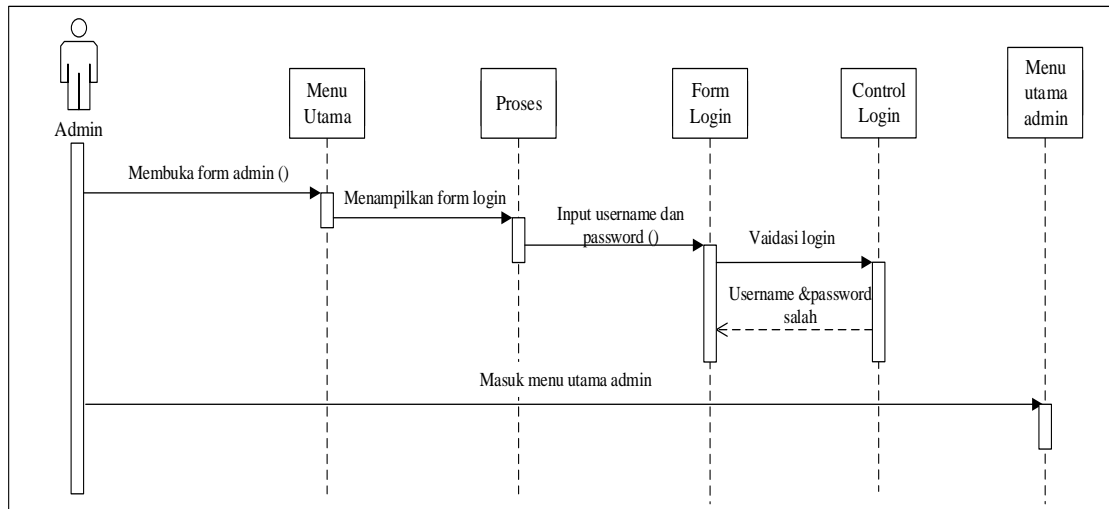 Admin
Menu
Utama
Proses
Form
Login
Control
Login
Menu
utama
admin
Membuka form admin ()
Menampilkan form login
Input username dan
password ()
Vaidasi login
Username &password
salah
Masuk menu utama admin